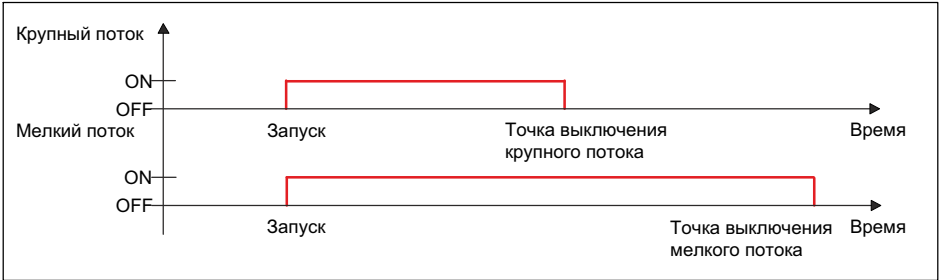 Крупный поток
ON
OFF
Мелкий поток
Запуск
Точка выключения
крупного потока
Время
ON
OFF
Запуск
Точка выключения
мелкого потока
Время